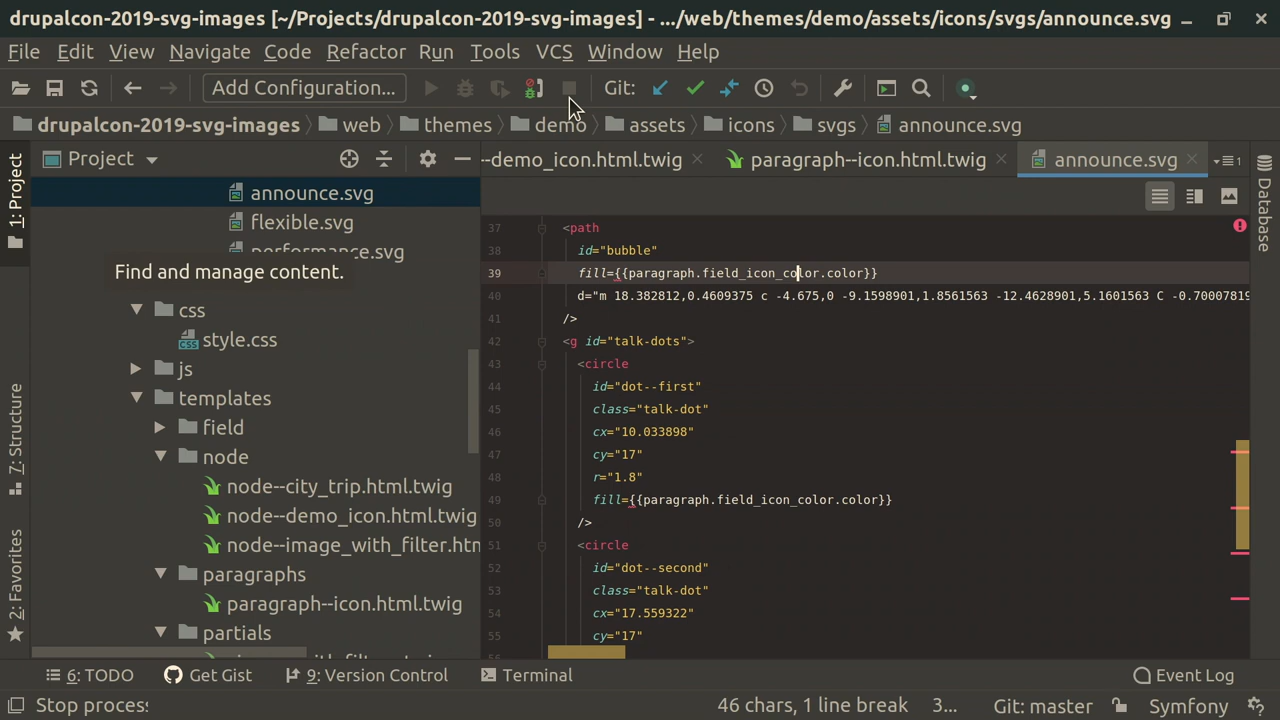 drupalcon-2019-svg-images [~/Projects/drupalcon-2019-svg-images] - .../web/themes/demo/assets/icons/svgs/announce.svg
File Edit View Navigate Code Refactor Run Tools VCS Window Help
Add Configuration... Git:
drupalcon-2019-svg-images web themes demo assets icons svgs announce.svg
1: Project
7: Structure
2: Favorites
Project
announce.svg
flexible.svg
performance.svg
Find and manage content.
css
style.css
js
templates
field
node
node--city_trip.html.twig
node--demo_icon.html.twig
node--image_with_filter.htm
paragraphs
paragraph--icon.html.twig
partials
--demo_icon.html.twig paragraph--icon.html.twig announce.svg 1
37 <path
38 id="bubble"
39 fill={{paragraph.field_icon_color.color}}
40 d="m 18.382812,0.4609375 c -4.675,0 -9.1598901,1.8561563 -12.4628901,5.1601563 C -0.70007819
41 />
42 <g id="talk-dots">
43 <circle
44 id="dot--first"
45 class="talk-dot"
46 cx="10.033898"
47 cy="17"
48 r="1.8"
49 fill={{paragraph.field_icon_color.color}}
50 />
51 <circle
52 id="dot--second"
53 class="talk-dot"
54 cx="17.559322"
55 cy="17"
Database
6: TODO Get Gist 9: Version Control Terminal Event Log
Stop process 46 chars, 1 line break 3... Git: master Symfony